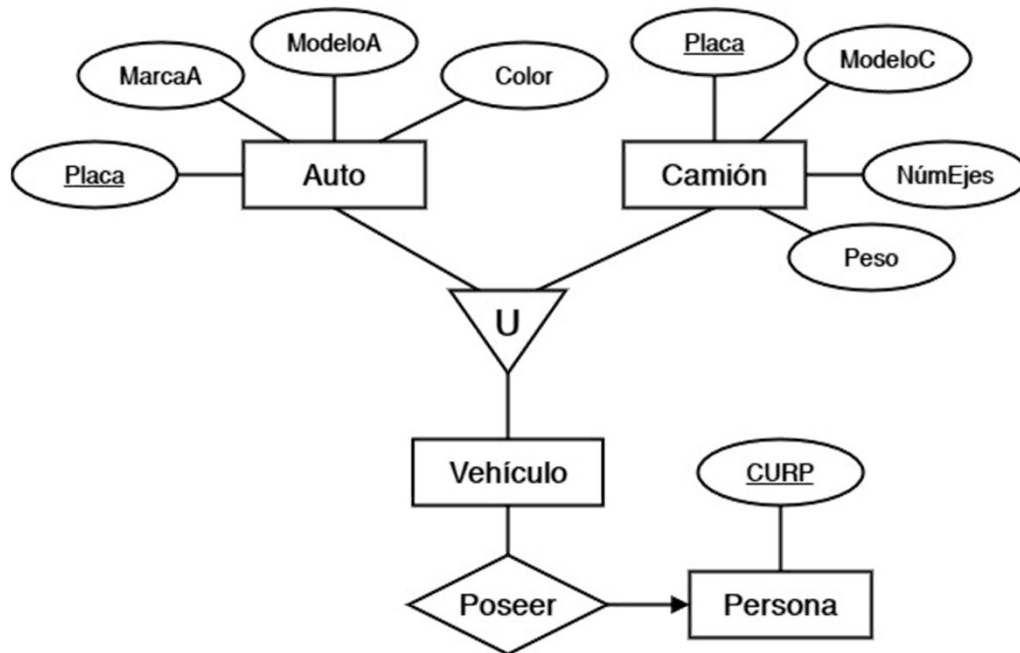 ModeloA
Placa
MarcaA
Color
ModeloC
Placa
Auto
Camión
NúmEjes
Peso
U
Vehículo
CURP
Poseer
Persona